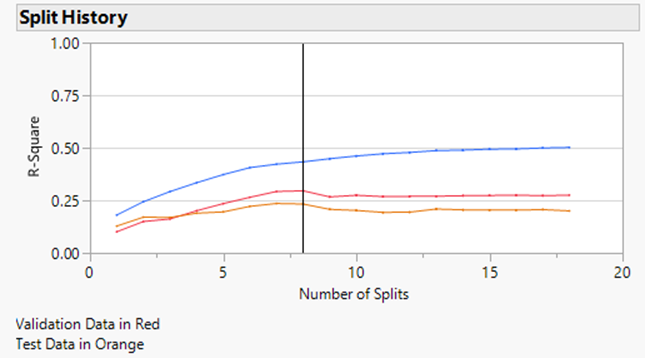 Split History
1.00
0.75
0.50
0.25
0.00
R-Square
0 5 10 15 20
Number of Splits
Validation Data in Red
Test Data in Orange